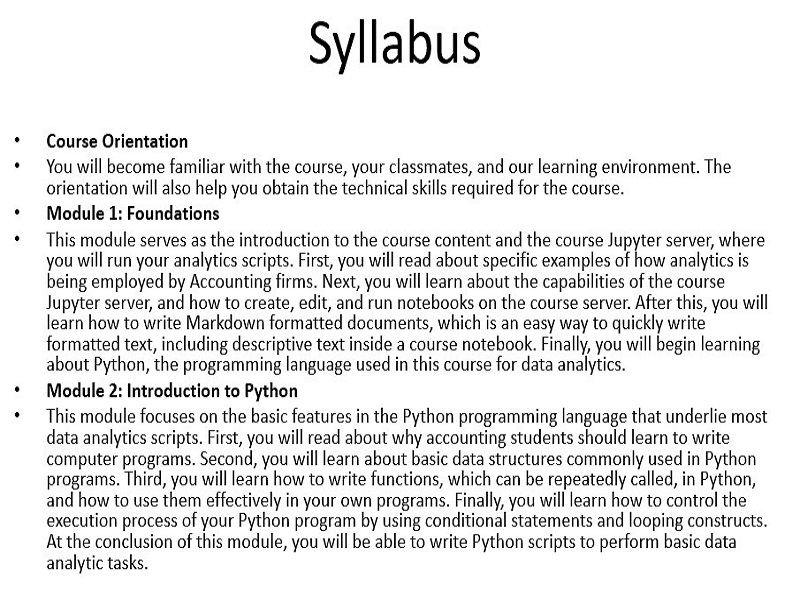 Syllabus
• Course Orientation
• You will become familiar with the course, your classmates, and our learning environment. The
orientation will also help you obtain the technical skills required for the course.
• Module 1: Foundations
• This module serves as the introduction to the course content and the course Jupyter server, where
you will run your analytics scripts. First, you will read about specific examples of how analytics is
being employed by Accounting firms. Next, you will learn about the capabilities of the course
Jupyter server, and how to create, edit, and run notebooks on the course server. After this, you will
learn how to write Markdown formatted documents, which is an easy way to quickly write
formatted text, including descriptive text inside a course notebook. Finally, you will begin learning
about Python, the programming language used in this course for data analytics.
• Module 2: Introduction to Python
• This module focuses on the basic features in the Python programming language that underlie most
data analytics scripts. First, you will read about why accounting students should learn to write
computer programs. Second, you will learn about basic data structures commonly used in Python
programs. Third, you will learn how to write functions, which can be repeatedly called, in Python,
and how to use them effectively in your own programs. Finally, you will learn how to control the
execution process of your Python program by using conditional statements and looping constructs.
At the conclusion of this module, you will be able to write Python scripts to perform basic data
analytic tasks.